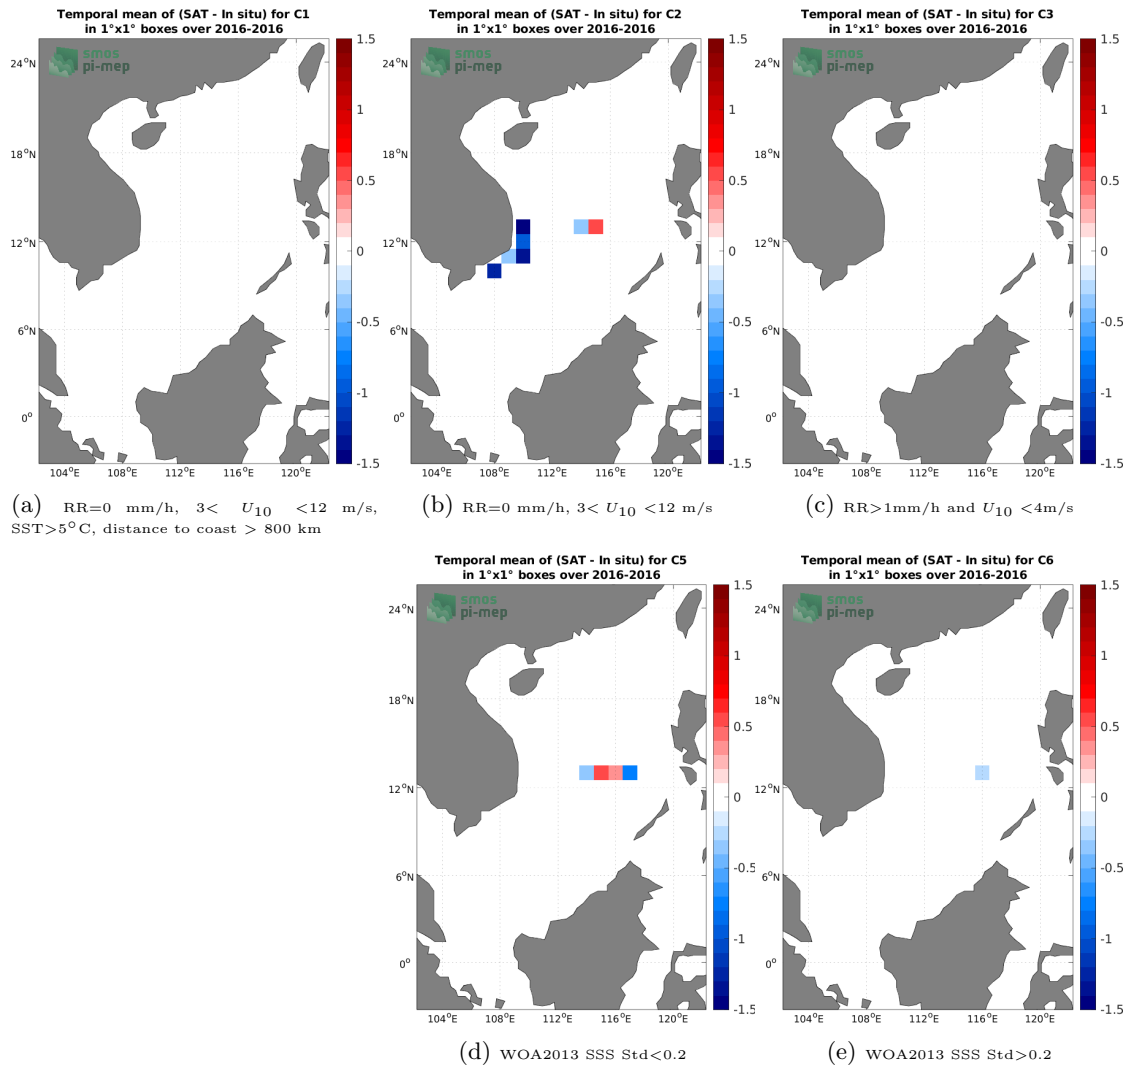 Temporal mean of (SAT - In situ) for C1
in 1°x1° boxes over 2016-2016
smos
pi-mep
24°N
18°N
12°N
6°N
0°
104°E 108°E 112°E 116°E 120°E
1.5
1
0.5
0
-0.5
-1
-1.5
(a) RR=0 mm/h, 3< U10 <12 m/s,
SST>5°C, distance to coast > 800 km
Temporal mean of (SAT - In situ) for C2
in 1°x1° boxes over 2016-2016
smos
pi-mep
24°N
18°N
12°N
6°N
0°
104°E 108°E 112°E 116°E 120°E
1.5
1
0.5
0
-0.5
-1
-1.5
(b) RR=0 mm/h, 3< U10 <12 m/s
Temporal mean of (SAT - In situ) for C3
in 1°x1° boxes over 2016-2016
smos
pi-mep
24°N
18°N
12°N
6°N
0°
104°E 108°E 112°E 116°E 120°E
1.5
1
0.5
0
-0.5
-1
-1.5
(c) RR>1mm/h and U10 <4m/s
Temporal mean of (SAT - In situ) for C5
in 1°x1° boxes over 2016-2016
smos
pi-mep
24°N
18°N
12°N
6°N
0°
104°E 108°E 112°E 116°E 120°E
1.5
1
0.5
0
-0.5
-1
-1.5
(d) WOA2013 SSS Std<0.2
Temporal mean of (SAT - In situ) for C6
in 1°x1° boxes over 2016-2016
smos
pi-mep
24°N
18°N
12°N
6°N
0°
104°E 108°E 112°E 116°E 120°E
1.5
1
0.5
0
-0.5
-1
-1.5
(e) WOA2013 SSS Std>0.2